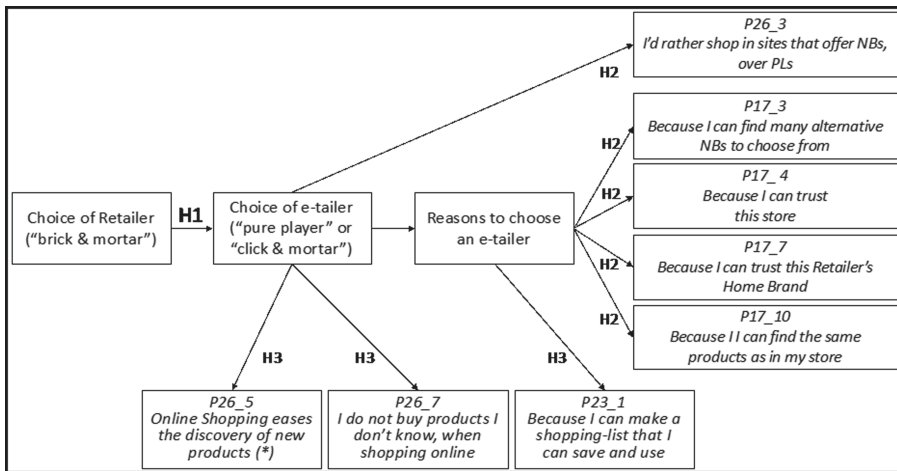 P26_3
I'd rather shop in sites that offer NBs,
over PLs
H2
P17_3
Because I can find many alternative
NBs to choose from
H2
P17_ 4
Because I can trust
this store
H2
Choice of Retailer
("brick & mortar")
H1
Choice of e-tailer
("pure player" or
"click & mortar")
Reasons to choose
an e-tailer
P17_7
Because I can trust this Retailer's
Home Brand
H2
P17_10
Because I I can find the same
products as in my store
H2
H3
H3
H3
P26_5
Online Shopping eases
the discovery of new
products (*)
P26_7
I do not buy products I
don't know, when
shopping online
P23_1
Because I can make a
shopping-list that I
can save and use